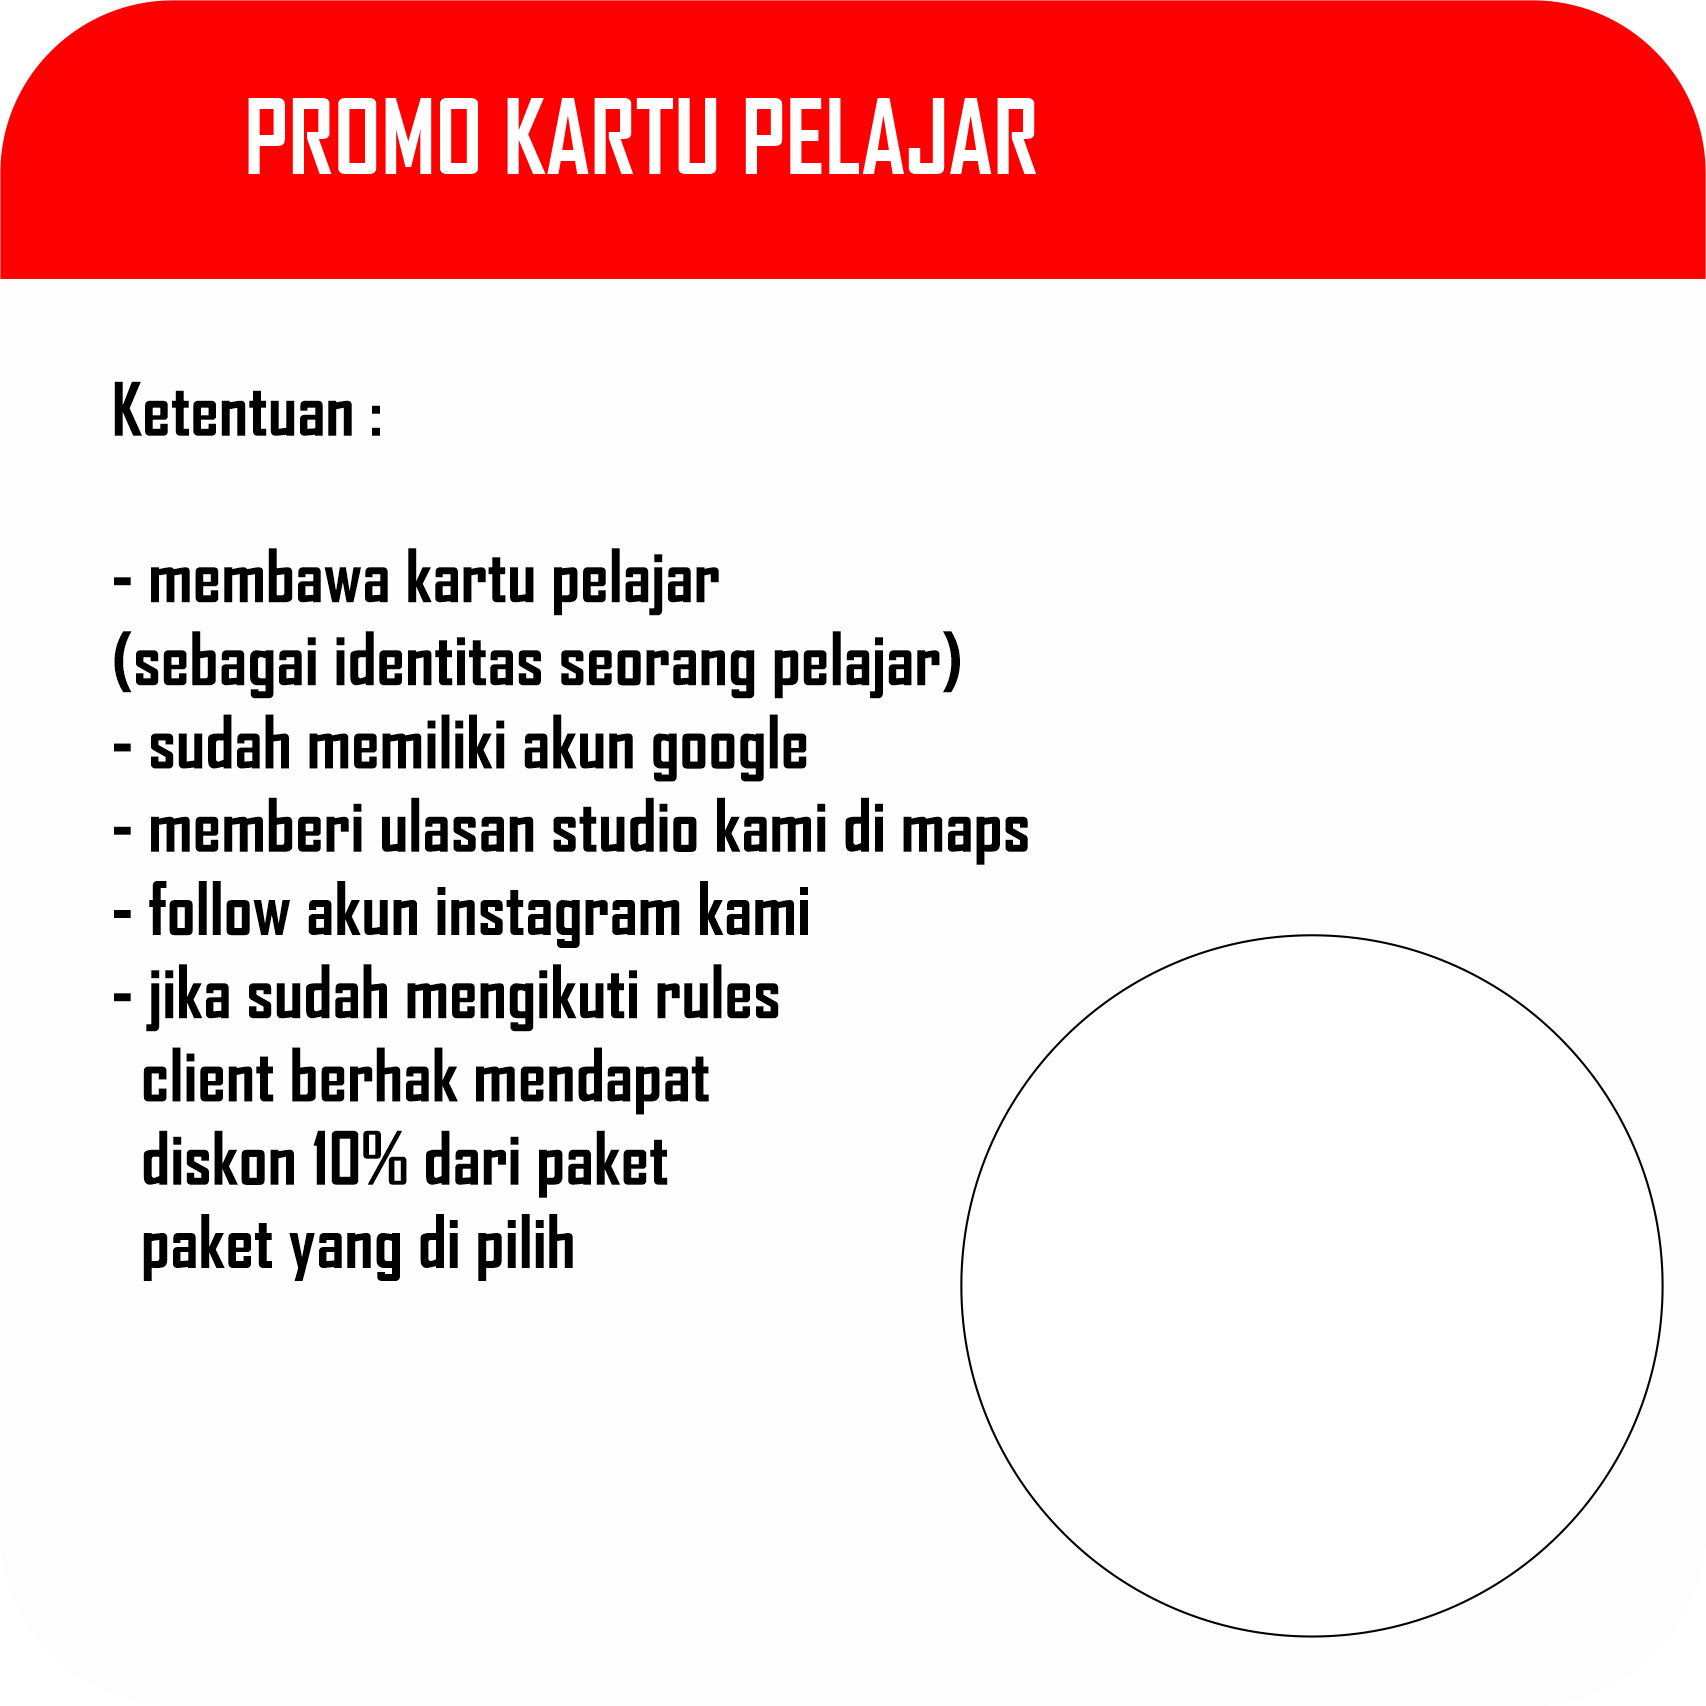 PROMO KARTU PELAJAR
Ketentuan :
- membawa kartu pelajar
(sebagai identitas seorang pelajar)
- sudah memiliki akun google
- memberi ulasan studio kami di maps
- follow akun instagram kami
- jika sudah mengikuti rules
client berhak mendapat
diskon 10% dari paket
paket yang di pilih